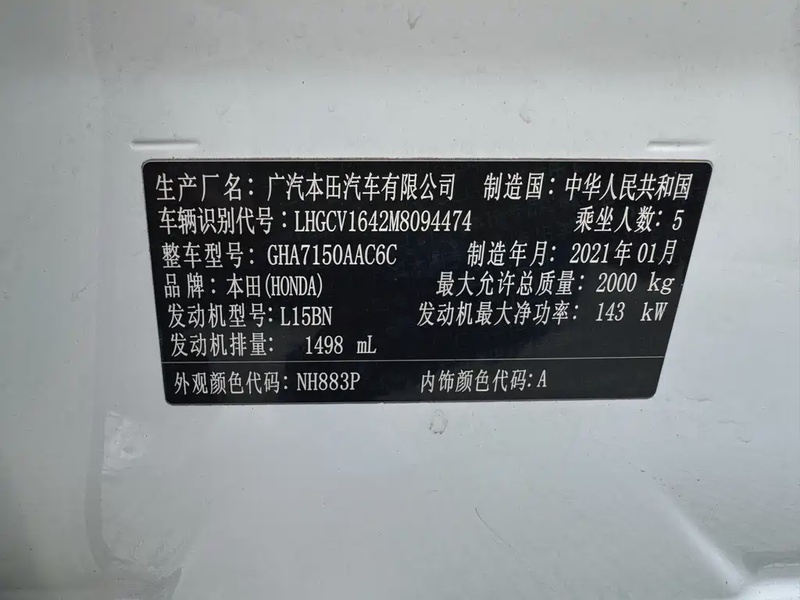 生产厂名：广汽本田汽车有限公司 制造国：中华人民共和国
车辆识别代号：LHGCV1642M8094474 乘坐人数：5
整车型号：GHA7150AAC6C 制造年月：2021年01月
品牌：本田(HONDA) 最大允许总质量：2000 kg
发动机型号：L15BN 发动机最大净功率：143 kW
发动机排量： 1498 mL
外观颜色代码：NH883P 内饰颜色代码：A